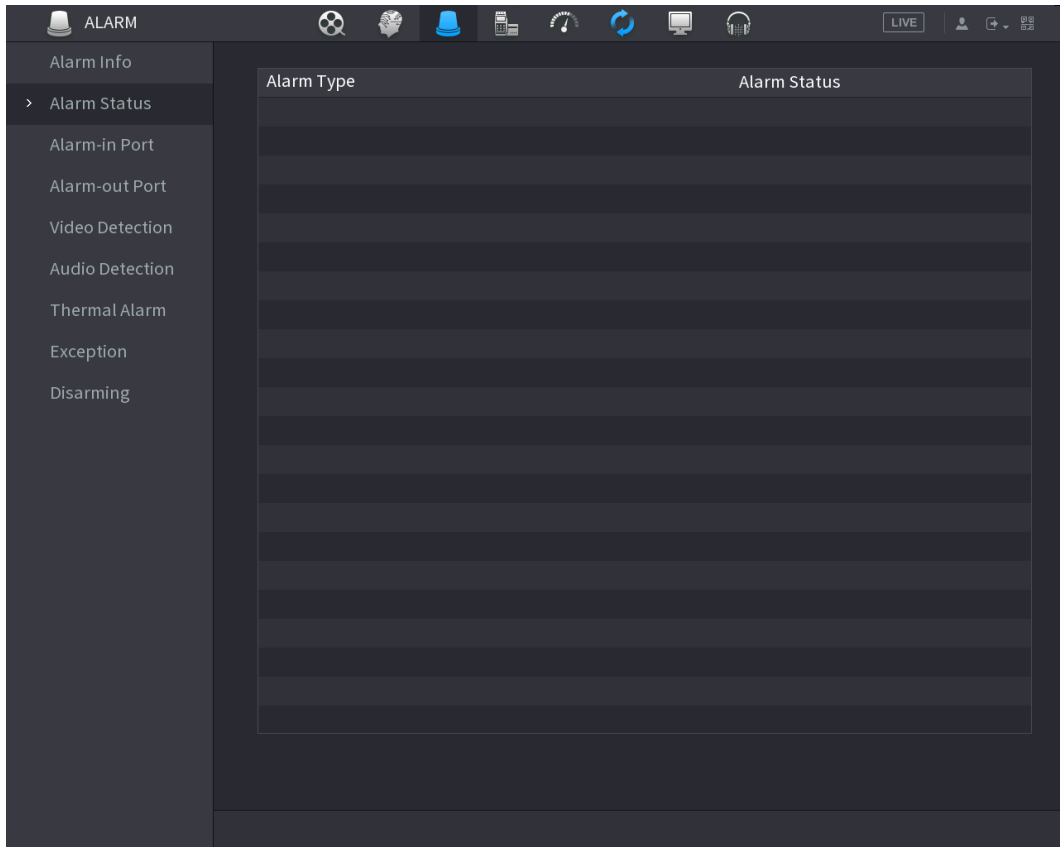 ALARM
LIVE
Alarm Info
Alarm Status
Alarm-in Port
Alarm-out Port
Video Detection
Audio Detection
Thermal Alarm
Exception
Disarming
Alarm Type Alarm Status